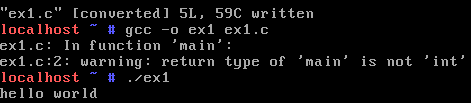 "ex1.c" [converted] 5L, 59C written
localhost ~ # gcc -o ex1 ex1.c
ex1.c: In function 'main':
ex1.c:2: warning: return type of 'main' is not 'int'
localhost ~ # ./ex1
hello world